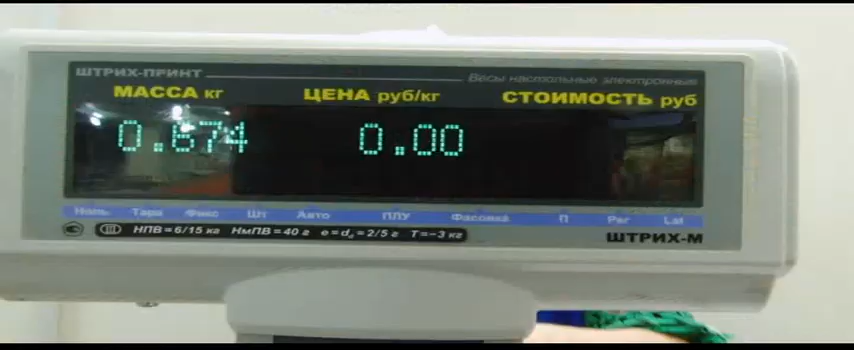 ШТРИХ-ПРИНТ
Весы настольные электронные
МАССА кг ЦЕНА руб/кг СТОИМОСТЬ руб
0.674 0.00
Ноль Тара Фикс Шт Авто ПЛУ Фасовка П Рег Lat
НПВ=6/15 кг НмПВ=40 г e=d=2/5 г Т=-3 кг
ШТРИХ-М